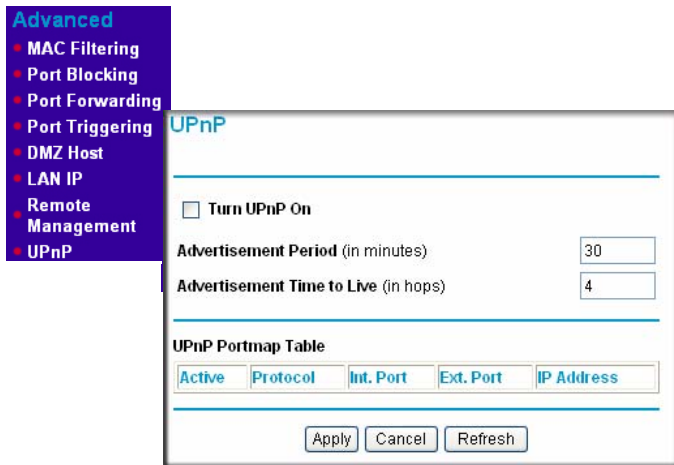 Advanced
MAC Filtering
Port Blocking
Port Forwarding
Port Triggering
DMZ Host
LAN IP
Remote
Management
UPnP
UPnP
Turn UPnP On
Advertisement Period (in minutes) 30
Advertisement Time to Live (in hops) 4
UPnP Portmap Table
Active Protocol Int. Port Ext. Port IP Address
Apply Cancel Refresh